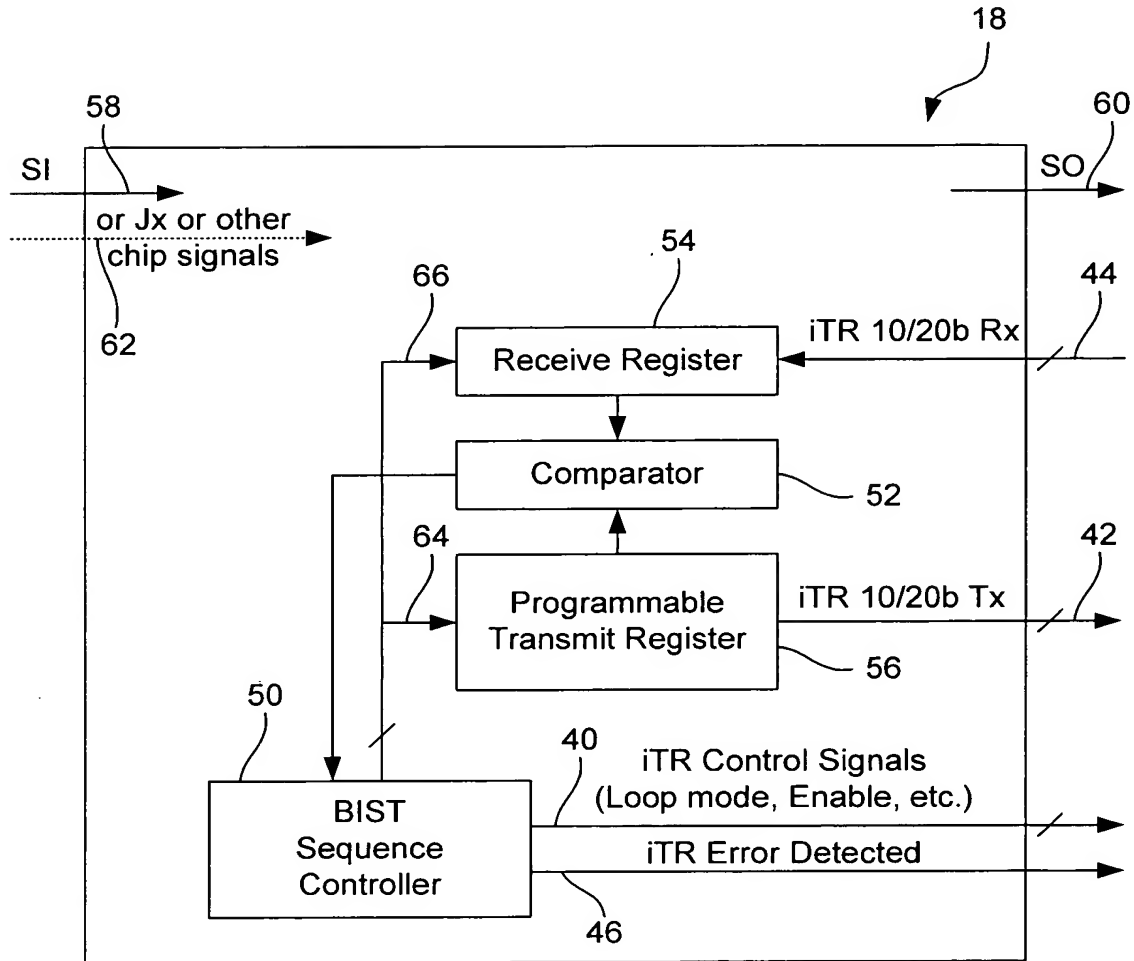 18
58
60
SI
SO
or Jx or other
chip signals
62
54
44
66
iTR 10/20b Rx
Receive Register
Comparator
52
64
42
Programmable
Transmit Register
iTR 10/20b Tx
56
50
40
iTR Control Signals
(Loop mode, Enable, etc.)
BIST
Sequence
Controller
iTR Error Detected
46